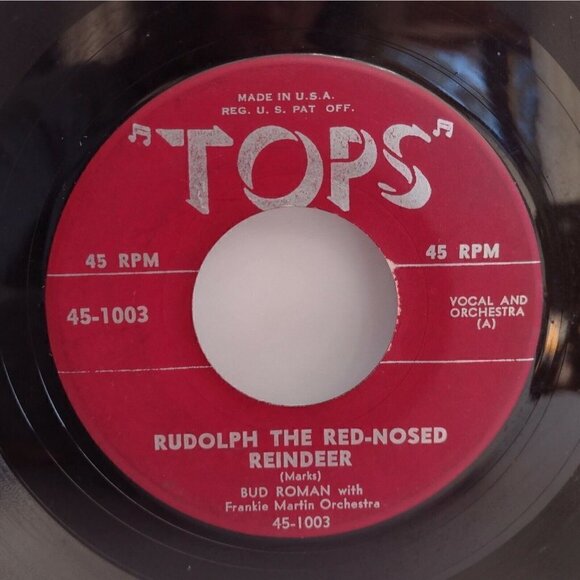 MADE IN U.S.A.
REG. U. S. PAT OFF.
"TOPS"
45 RPM
45 RPM
45-1003
VOCAL AND
ORCHESTRA
(A)
RUDOLPH THE RED-NOSED
REINDEER
(Marks)
BUD ROMAN with
Frankie Martin Orchestra
45-1003